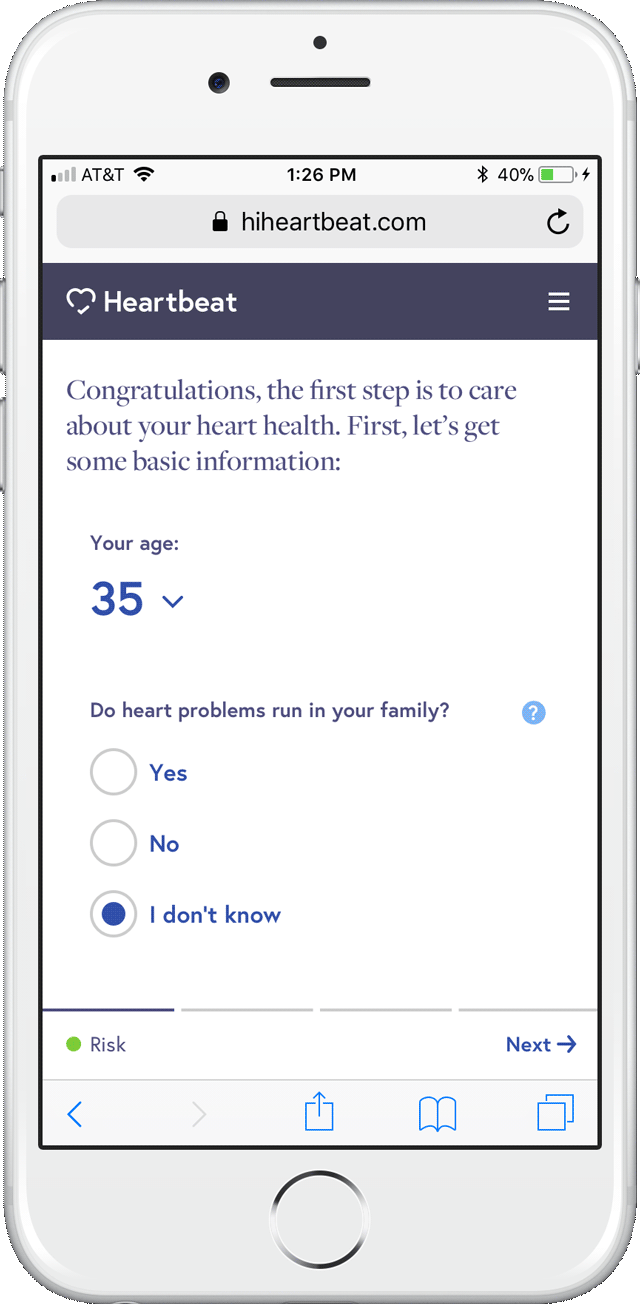 AT&T 1:26 PM 40%
hiheartbeat.com
Heartbeat
Congratulations, the first step is to care
about your heart health. First, let’s get
some basic information:
Your age:
35
Do heart problems run in your family? ?
Yes
No
I don't know
Risk Next